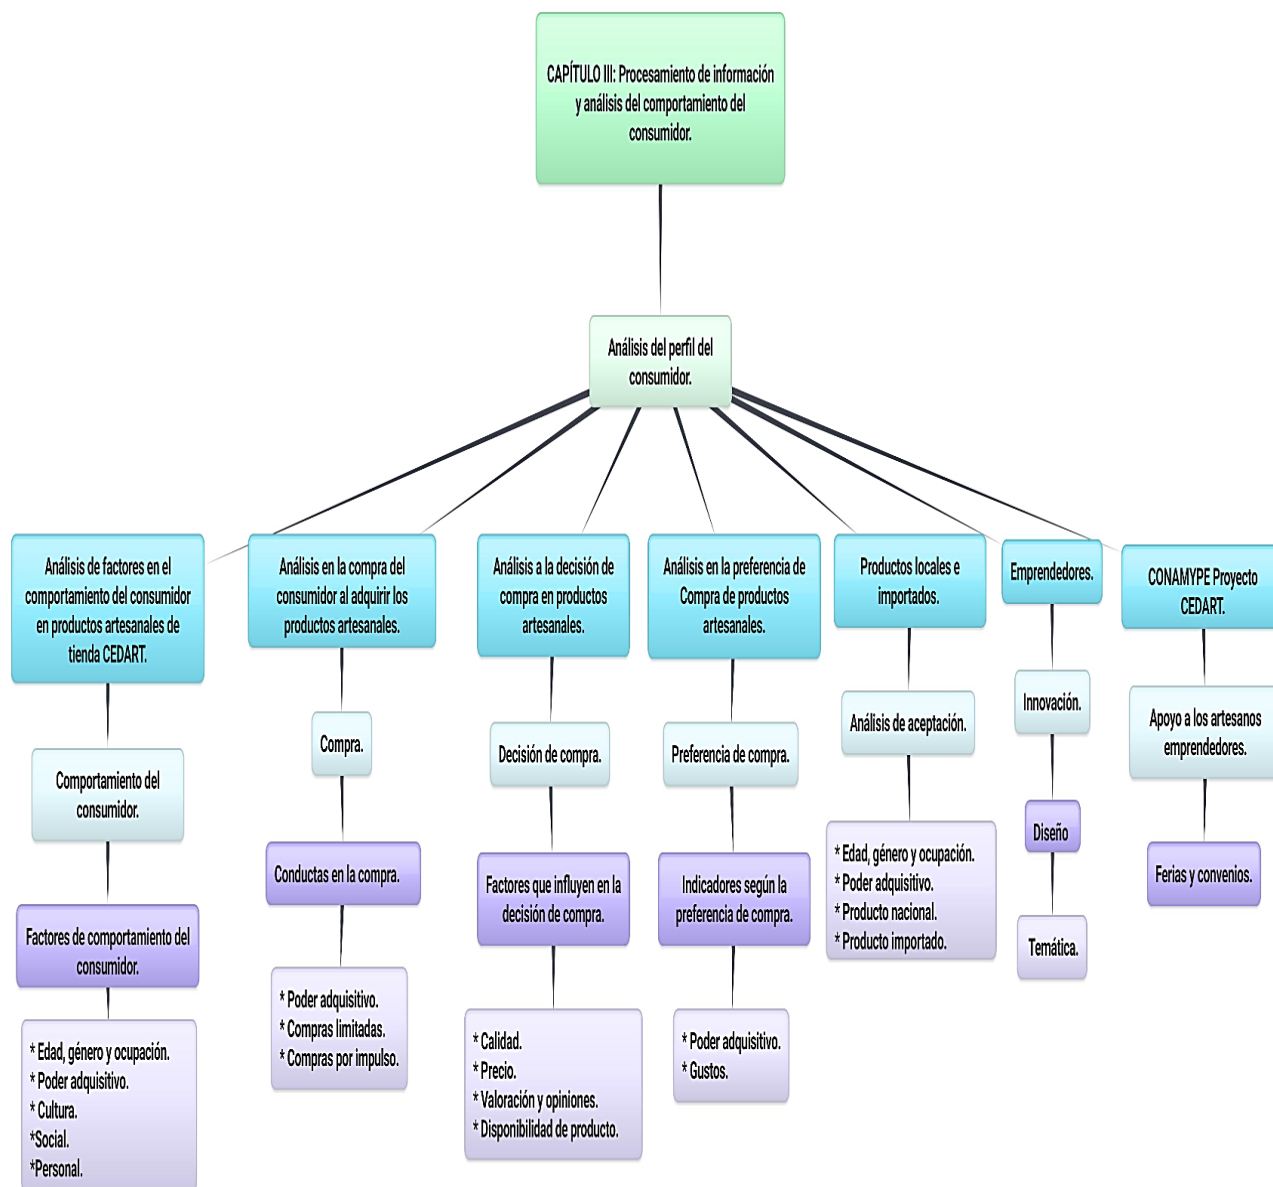 CAPÍTULO III: Procesamiento de información
y análisis del comportamiento del
consumidor.
Análisis del perfil del
consumidor.
Análisis de factores en el
comportamiento del consumidor
en productos artesanales de
tienda CEDART.
Comportamiento del
consumidor.
Factores de comportamiento del
consumidor.
* Edad, género y ocupación.
* Poder adquisitivo.
* Cultura.
*Social.
*Personal.
Análisis en la compra del
consumidor al adquirir los
productos artesanales.
Compra.
Conductas en la compra.
* Poder adquisitivo.
* Compras limitadas.
* Compras por impulso.
Análisis a la decisión de
compra en productos
artesanales.
Decisión de compra.
Factores que influyen en la
decisión de compra.
* Calidad.
* Precio.
* Valoración y opiniones.
* Disponibilidad de producto.
Análisis en la preferencia de
Compra de productos
artesanales.
Preferencia de compra.
Indicadores según la
preferencia de compra.
* Poder adquisitivo.
* Gustos.
Productos locales e
importados.
Análisis de aceptación.
* Edad, género y ocupación.
* Poder adquisitivo.
* Producto nacional.
* Producto importado.
Emprendedores.
Innovación.
Diseño
Temática.
CONAMYPE Proyecto
CEDART.
Apoyo a los artesanos
emprendedores.
Ferias y convenios.